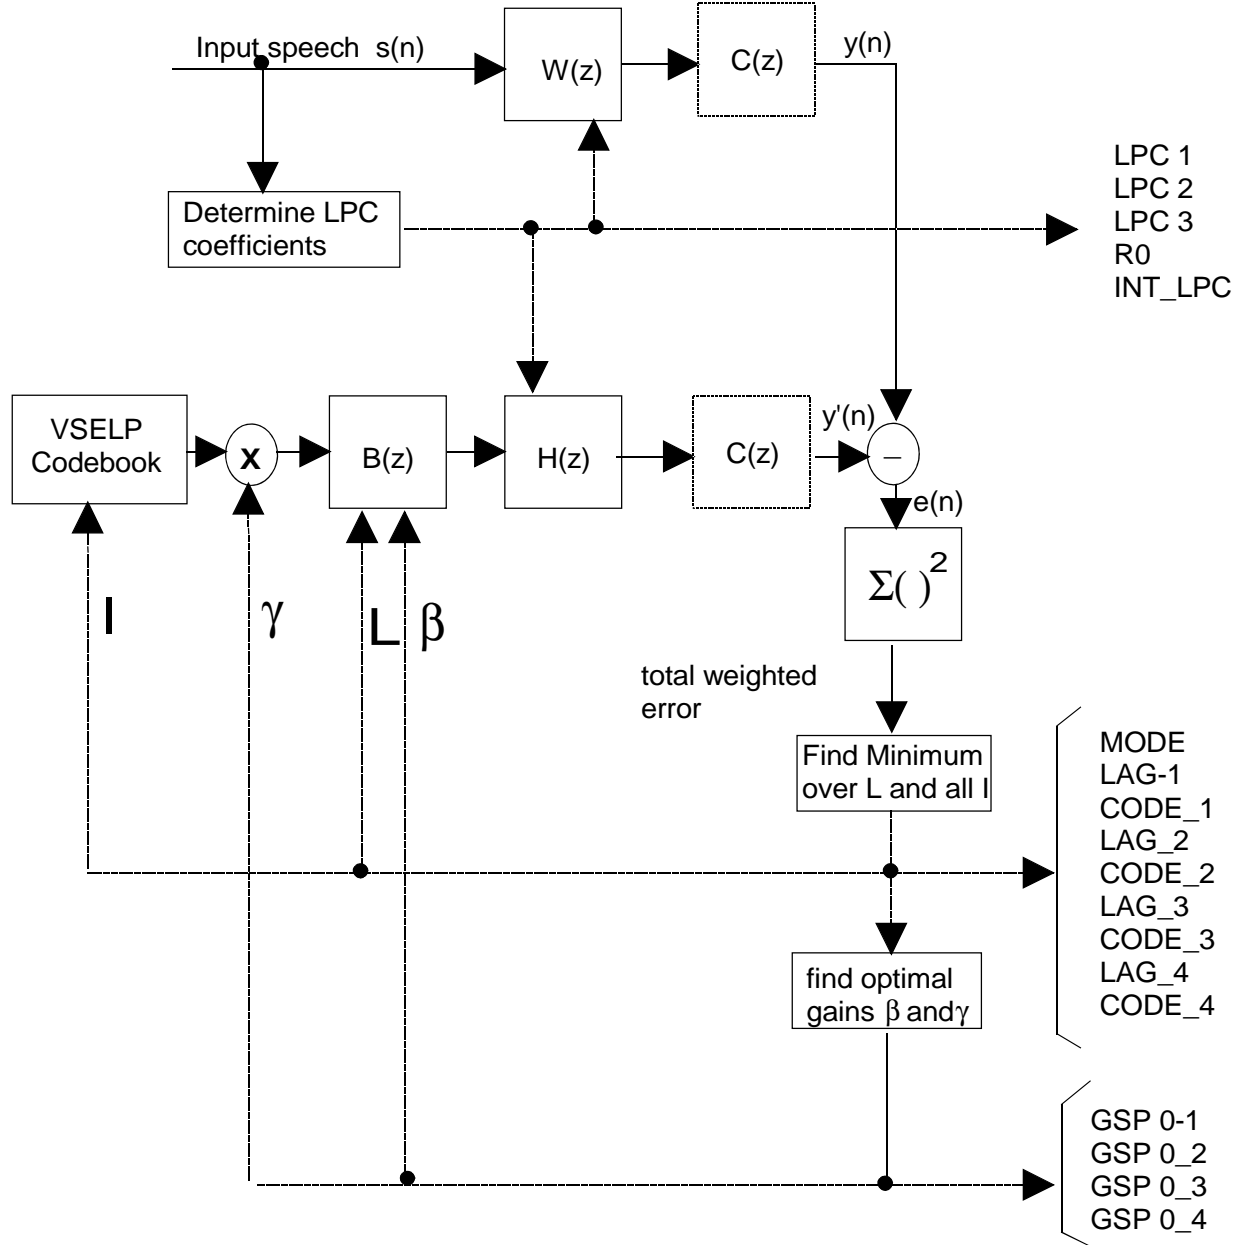 Input speech s(n)
W(z)
C(z)
y(n)
LPC 1
LPC 2
LPC 3
R0
INT_LPC
Determine LPC
coefficients
VSELP
Codebook
x
B(z)
H(z)
C(z)
y'(n)
–
e(n)
Σ( )²
I
γ
L
β
total weighted
error
Find Minimum
over L and all I
MODE
LAG-1
CODE_1
LAG_2
CODE_2
LAG_3
CODE_3
LAG_4
CODE_4
find optimal
gains β and γ
GSP 0-1
GSP 0_2
GSP 0_3
GSP 0_4